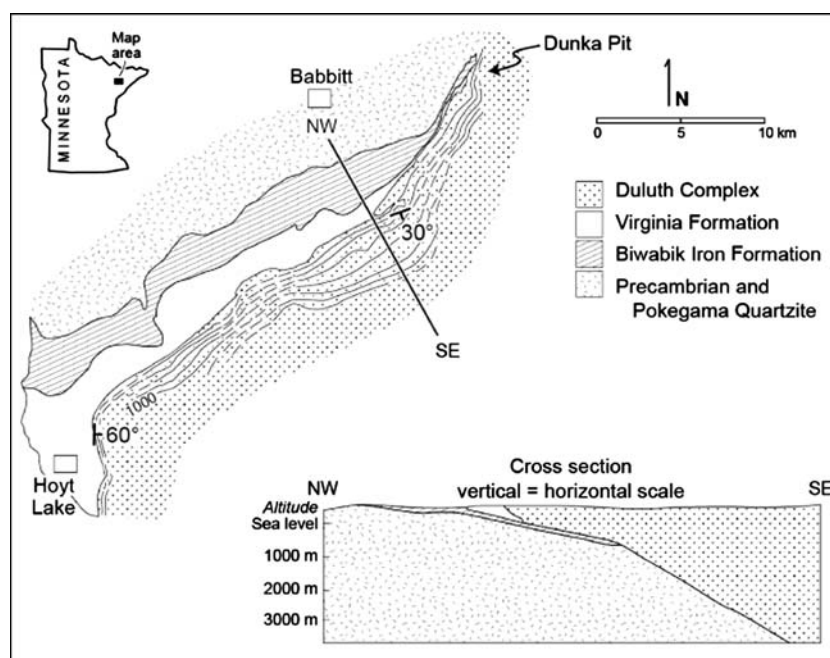 MINNESOTA
Map
area
Babbitt
Dunka Pit
N
0 5 10 km
NW
30°
SE
1000
60°
Hoyt
Lake
Duluth Complex
Virginia Formation
Biwabik Iron Formation
Precambrian and
Pokegama Quartzite
Cross section
vertical = horizontal scale
NW
SE
Altitude
Sea level
1000 m
2000 m
3000 m